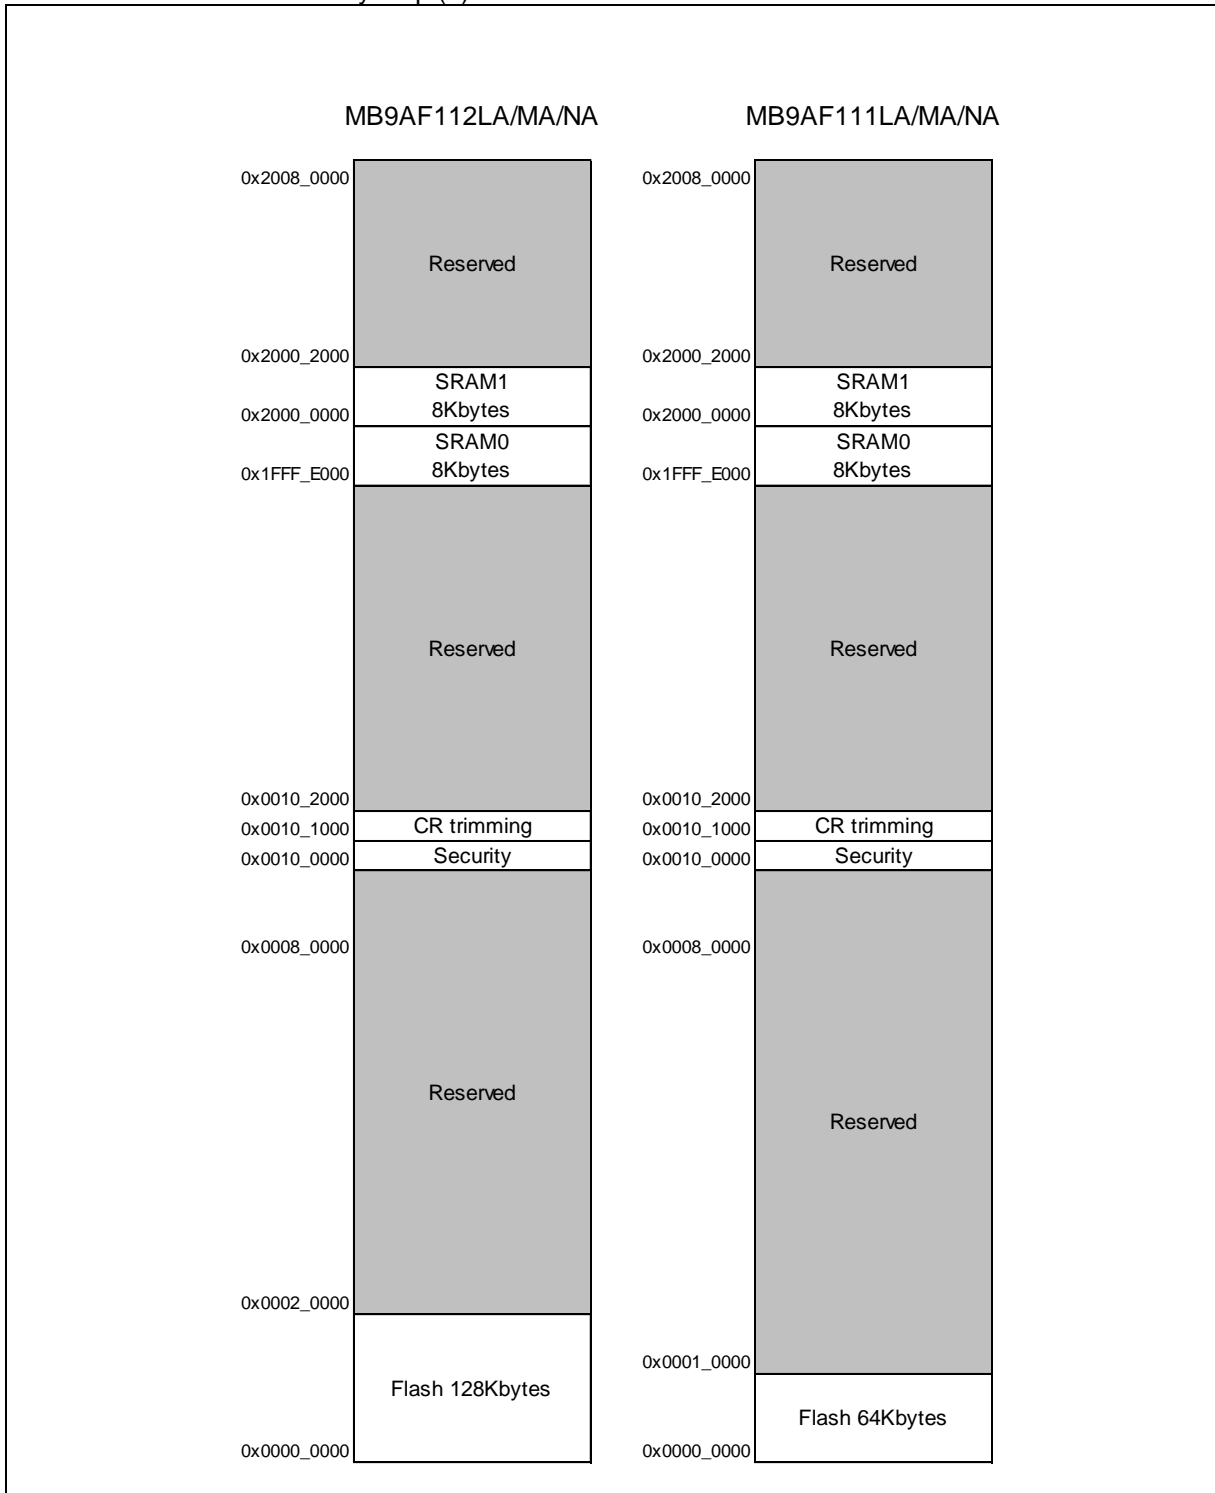 MB9AF112LA/MA/NA
0x2008_0000
Reserved
0x2000_2000
SRAM1
8Kbytes
0x2000_0000
SRAM0
8Kbytes
0x1FFF_E000
Reserved
0x0010_2000
CR trimming
0x0010_1000
Security
0x0010_0000
0x0008_0000
Reserved
0x0002_0000
Flash 128Kbytes
0x0000_0000
MB9AF111LA/MA/NA
0x2008_0000
Reserved
0x2000_2000
SRAM1
8Kbytes
0x2000_0000
SRAM0
8Kbytes
0x1FFF_E000
Reserved
0x0010_2000
CR trimming
0x0010_1000
Security
0x0010_0000
0x0008_0000
Reserved
0x0001_0000
Flash 64Kbytes
0x0000_0000